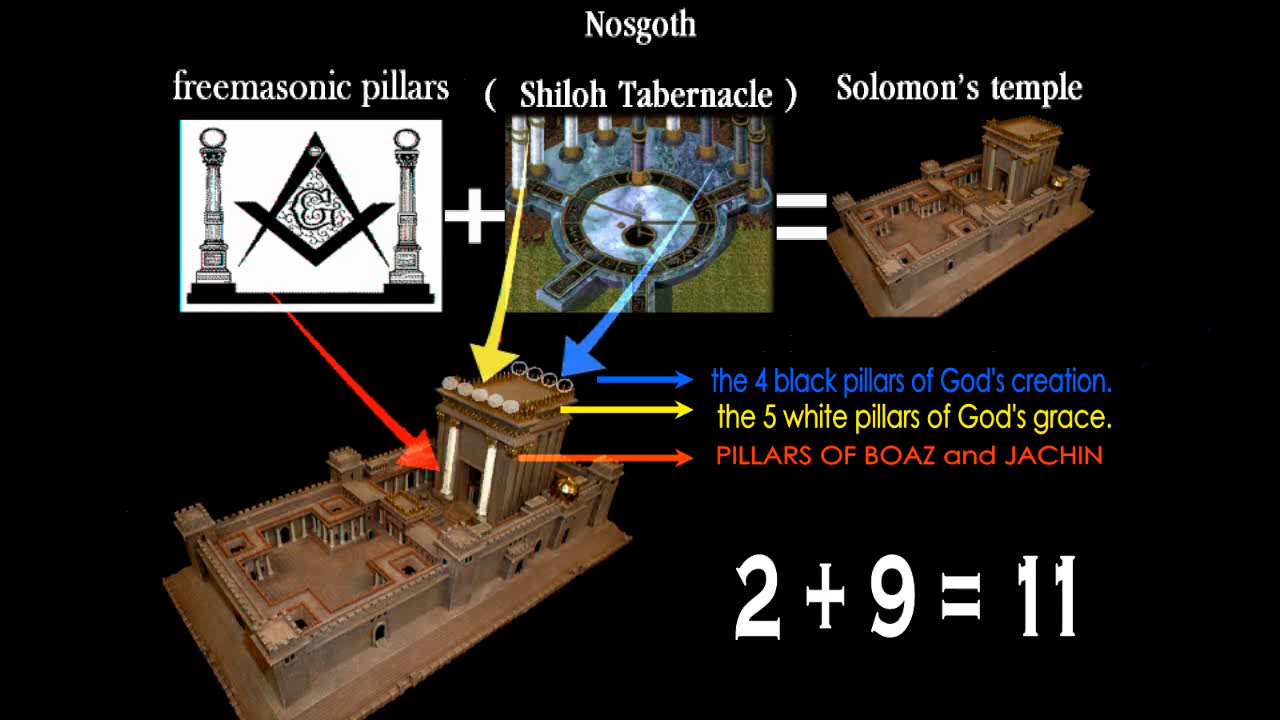 Nosgoth
freemasonic pillars
( Shiloh Tabernacle )
Solomon's temple
G
the 4 black pillars of God's creation.
the 5 white pillars of God's grace.
PILLARS OF BOAZ and JACHIN
2 + 9 = 11